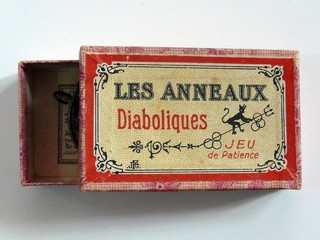 LES ANNEAUX
Diaboliques
JEU
de Patience